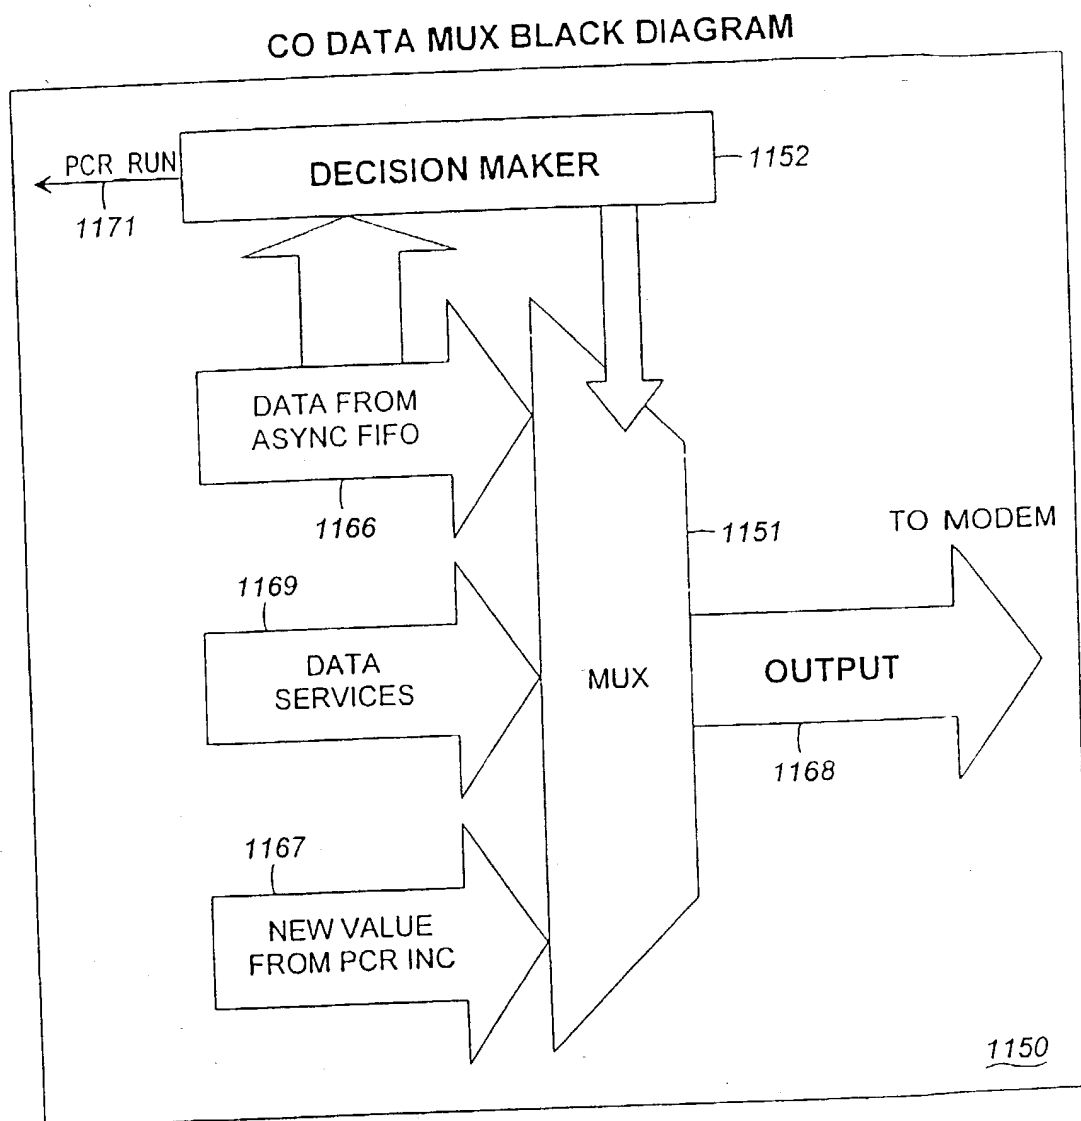 CO DATA MUX BLACK DIAGRAM
PCR RUN
1171
DECISION MAKER
1152
DATA FROM
ASYNC FIFO
1166
1151
TO MODEM
1169
DATA
SERVICES
MUX
OUTPUT
1168
1167
NEW VALUE
FROM PCR INC
1150